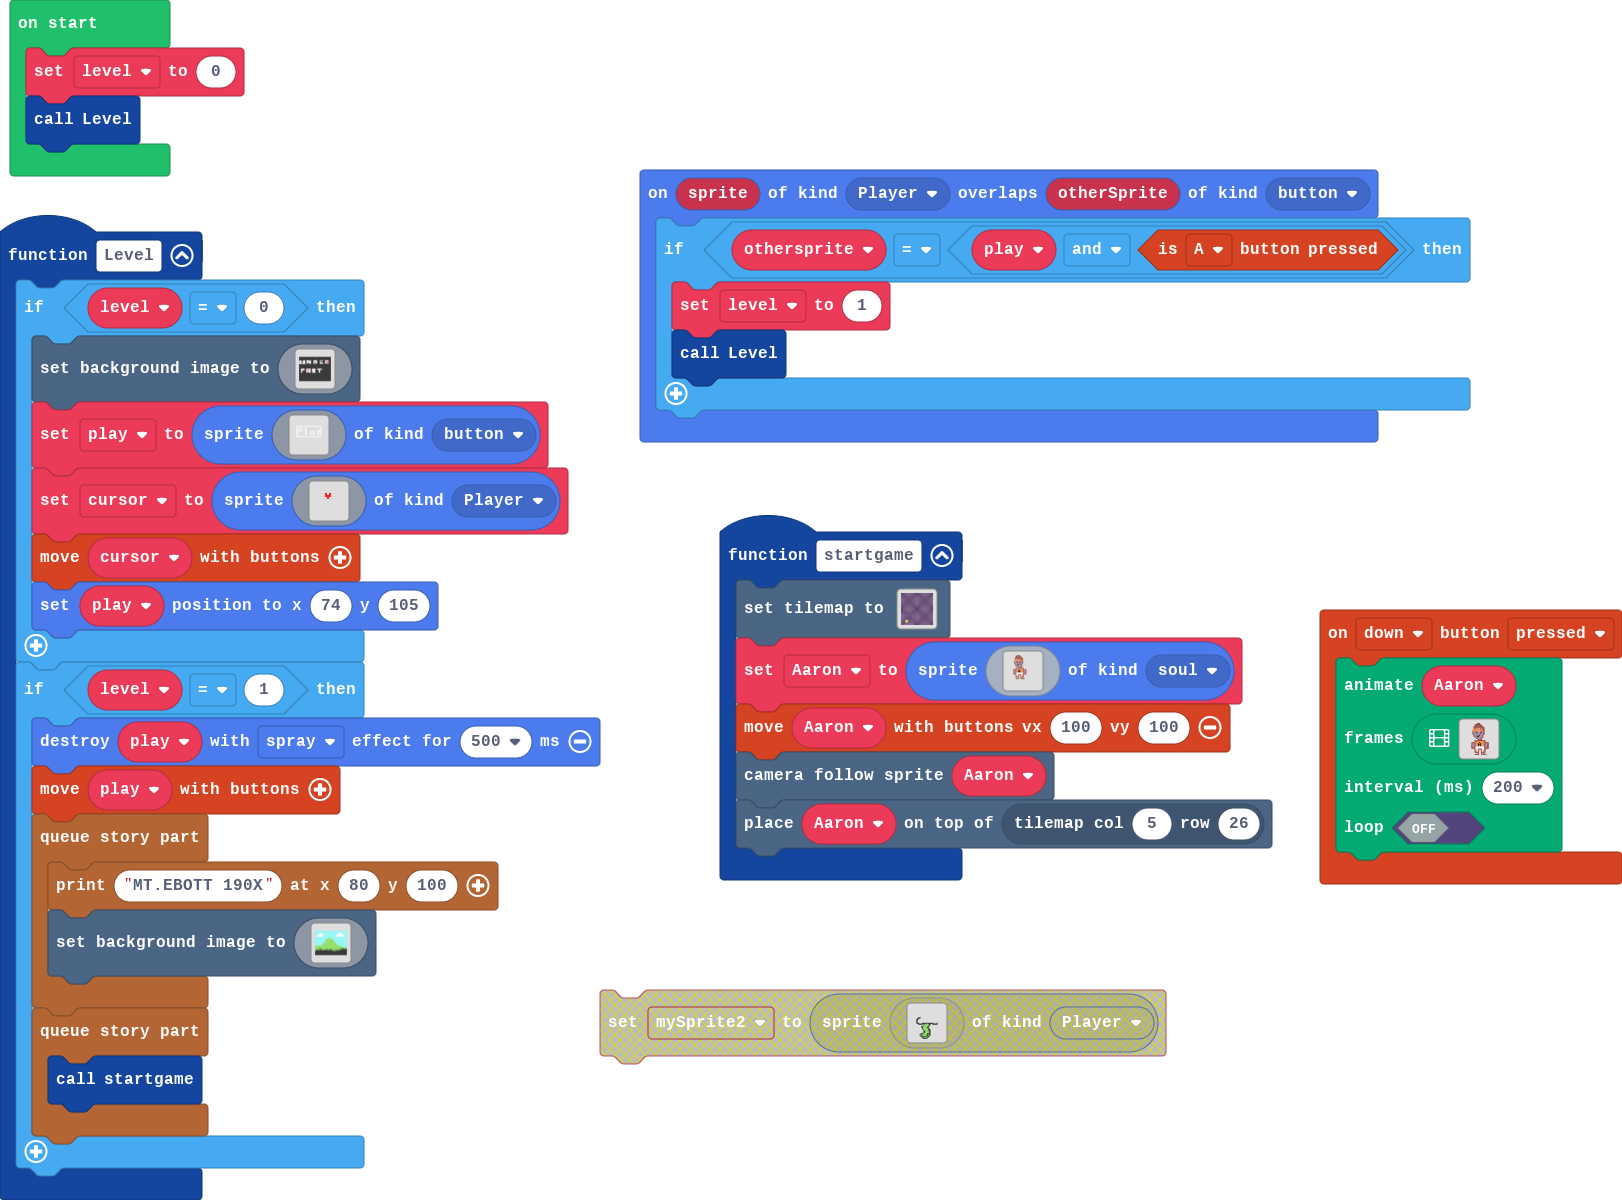 on start
set level to 0
call Level
function Level
if level = 0 then
set background image to
set play to sprite of kind button
set cursor to sprite of kind Player
move cursor with buttons
set play position to x 74 y 105
if level = 1 then
destroy play with spray effect for 500 ms
move play with buttons
queue story part
print "MT.EBOTT 190X" at x 80 y 100
set background image to
queue story part
call startgame
on sprite of kind Player overlaps otherSprite of kind button
if othersprite = play and is A button pressed then
set level to 1
call Level
function startgame
set tilemap to
set Aaron to sprite of kind soul
move Aaron with buttons vx 100 vy 100
camera follow sprite Aaron
place Aaron on top of tilemap col 5 row 26
on down button pressed
animate Aaron
frames
interval (ms) 200
loop OFF
set mySprite2 to sprite of kind Player